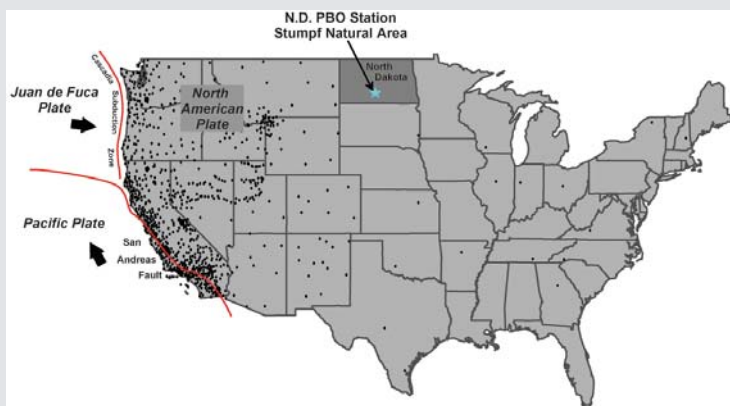 N.D. PBO Station
Stumpf Natural Area
North
Dakota
Cascadia
Subduction
Zone
Juan de Fuca
Plate
North
American
Plate
Pacific Plate
San
Andreas
Fault